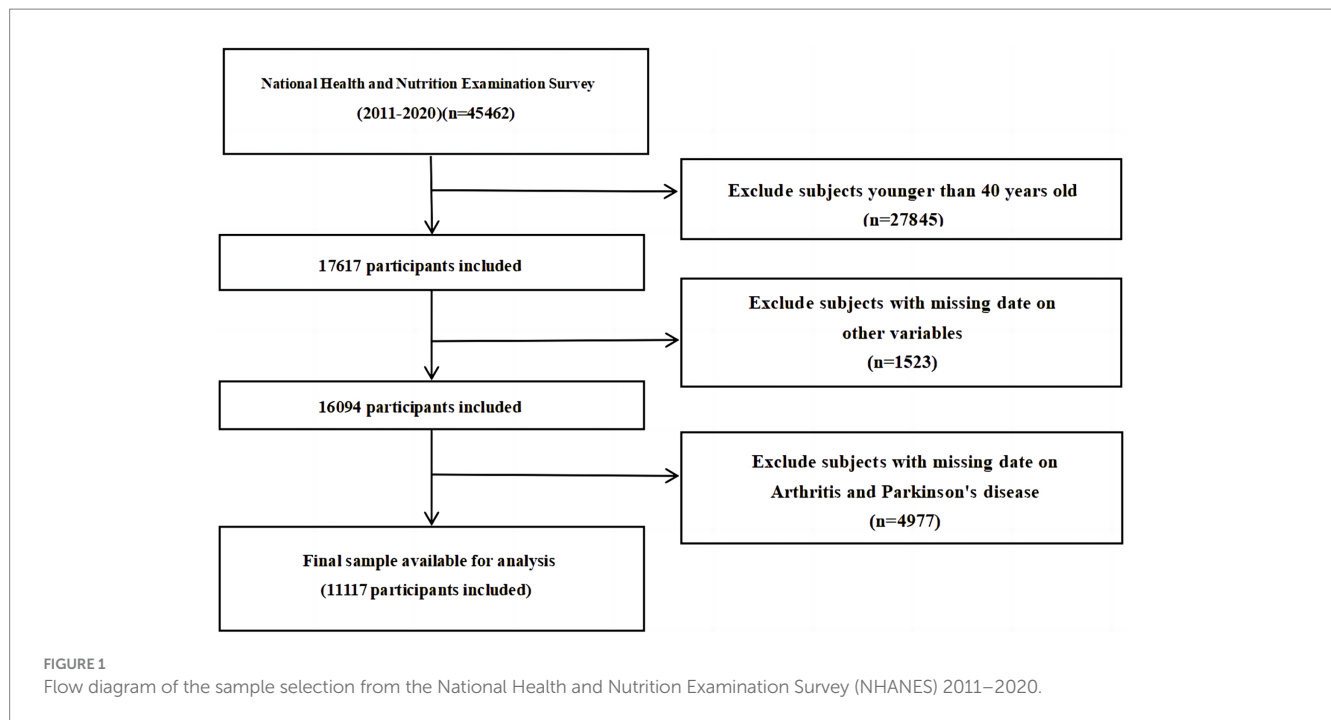 National Health and Nutrition Examination Survey
(2011-2020)(n=45462)
Exclude subjects younger than 40 years old
(n=27845)
17617 participants included
Exclude subjects with missing date on
other variables
(n=1523)
16094 participants included
Exclude subjects with missing date on
Arthritis and Parkinson's disease
(n=4977)
Final sample available for analysis
(11117 participants included)
FIGURE 1
Flow diagram of the sample selection from the National Health and Nutrition Examination Survey (NHANES) 2011–2020.